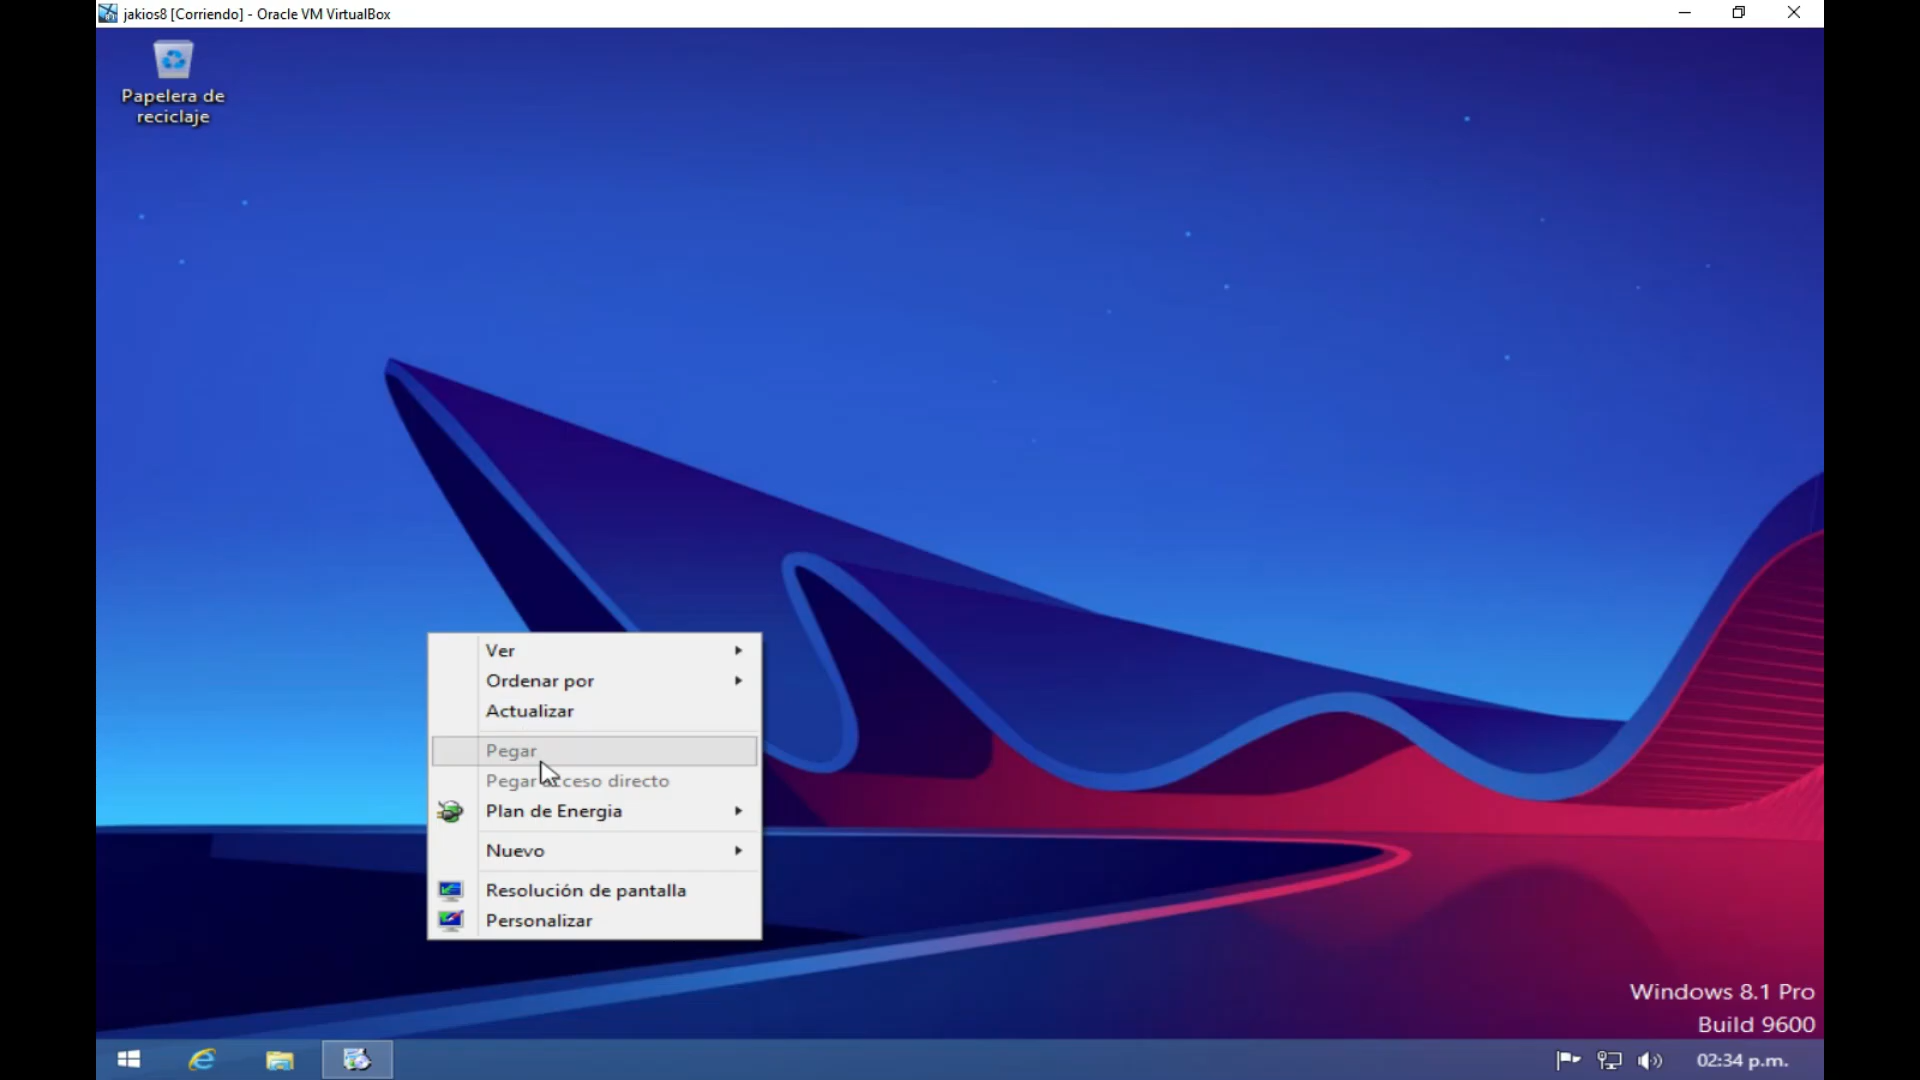 jakios8 [Corriendo] - Oracle VM VirtualBox
Papelera de
reciclaje
Ver
Ordenar por
Actualizar
Pegar
Pegar acceso directo
Plan de Energia
Nuevo
Resolución de pantalla
Personalizar
Windows 8.1 Pro
Build 9600
02:34 p.m.